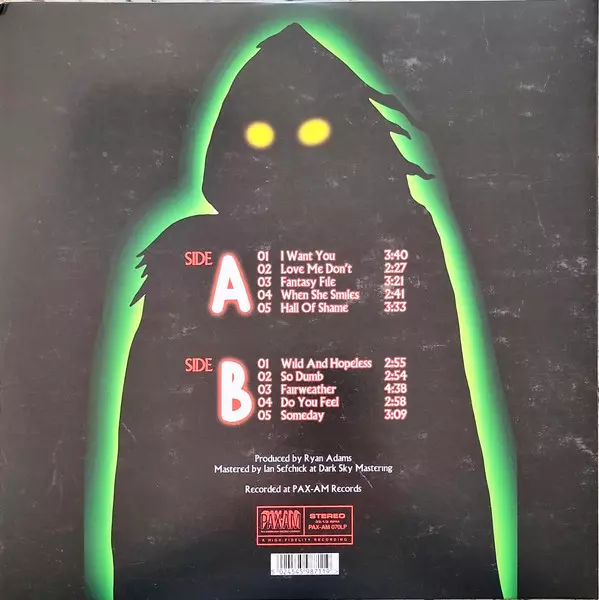 SIDE A
01 I Want You 3:40
02 Love Me Don't 2:27
03 Fantasy File 3:21
04 When She Smiles 2:41
05 Hall Of Shame 3:33
SIDE B
01 Wild And Hopeless 2:55
02 So Dumb 2:54
03 Fairweather 4:38
04 Do You Feel 2:58
05 Someday 3:09
Produced by Ryan Adams
Mastered by Ian Sefchick at Dark Sky Mastering
Recorded at PAX-AM Records
PAX-AM
STEREO
33 1/3 RPM
PAX-AM 070LP
A HIGH FIDELITY RECORDING